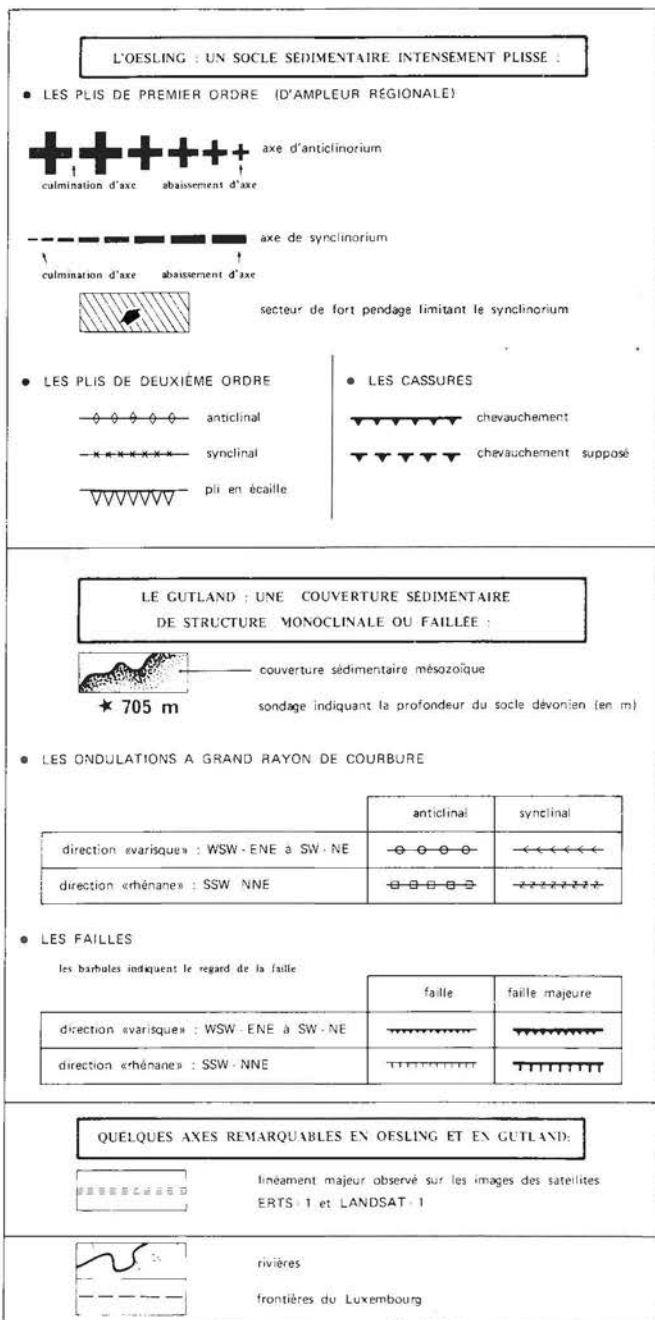 L'OESLING : UN SOCLE SÉDIMENTAIRE INTENSÉMENT PLISSÉ :
• LES PLIS DE PREMIER ORDRE (D'AMPLEUR RÉGIONALE)
axe d'anticlinorium
culmination d'axe abaissement d'axe
axe de synclinorium
culmination d'axe abaissement d'axe
secteur de fort pendage limitant le synclinorium
• LES PLIS DE DEUXIÈME ORDRE
anticlinal
synclinal
pli en écaille
• LES CASSURES
chevauchement
chevauchement supposé
LE GUTLAND : UNE COUVERTURE SÉDIMENTAIRE
DE STRUCTURE MONOCLINALE OU FAILLÉE :
couverture sédimentaire mésozoïque
★ 705 m sondage indiquant la profondeur du socle dévonien (en m)
• LES ONDULATIONS A GRAND RAYON DE COURBURE
anticlinal synclinal
direction «varisque» : WSW - ENE à SW - NE
direction «rhénane» : SSW NNE
• LES FAILLES
les barbules indiquent le regard de la faille
faille faille majeure
direction «varisque» : WSW - ENE à SW - NE
direction «rhénane» : SSW - NNE
QUELQUES AXES REMARQUABLES EN OESLING ET EN GUTLAND:
linéament majeur observé sur les images des satellites
ERTS - 1 et LANDSAT - 1
rivières
frontières du Luxembourg